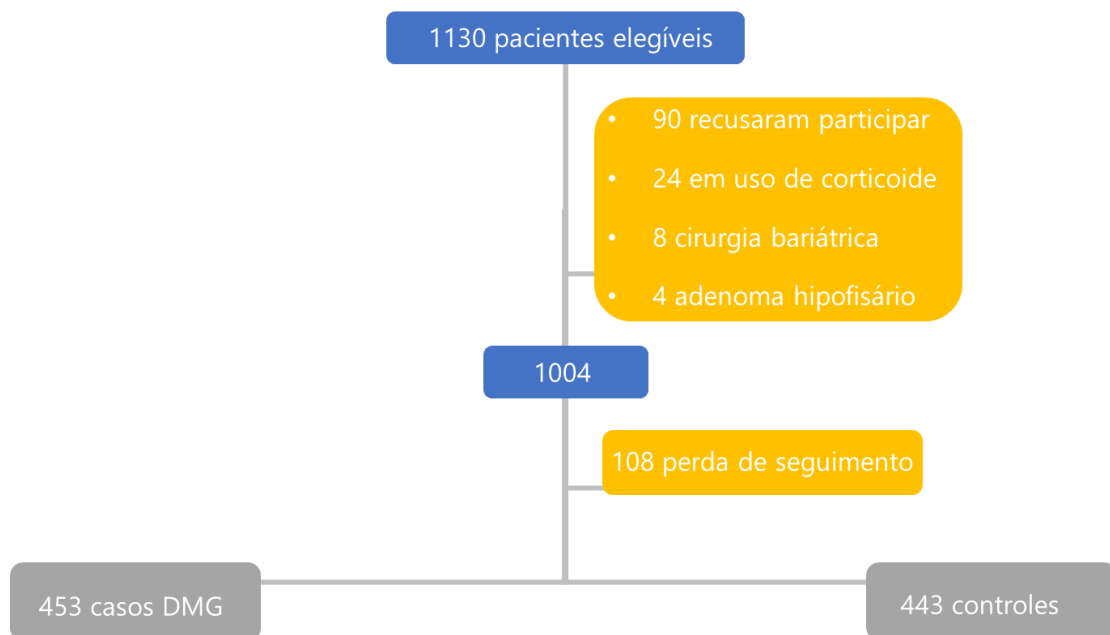 1130 pacientes elegíveis
• 90 recusaram participar
• 24 em uso de corticoide
• 8 cirurgia bariátrica
• 4 adenoma hipofisário
1004
108 perda de seguimento
453 casos DMG
443 controles